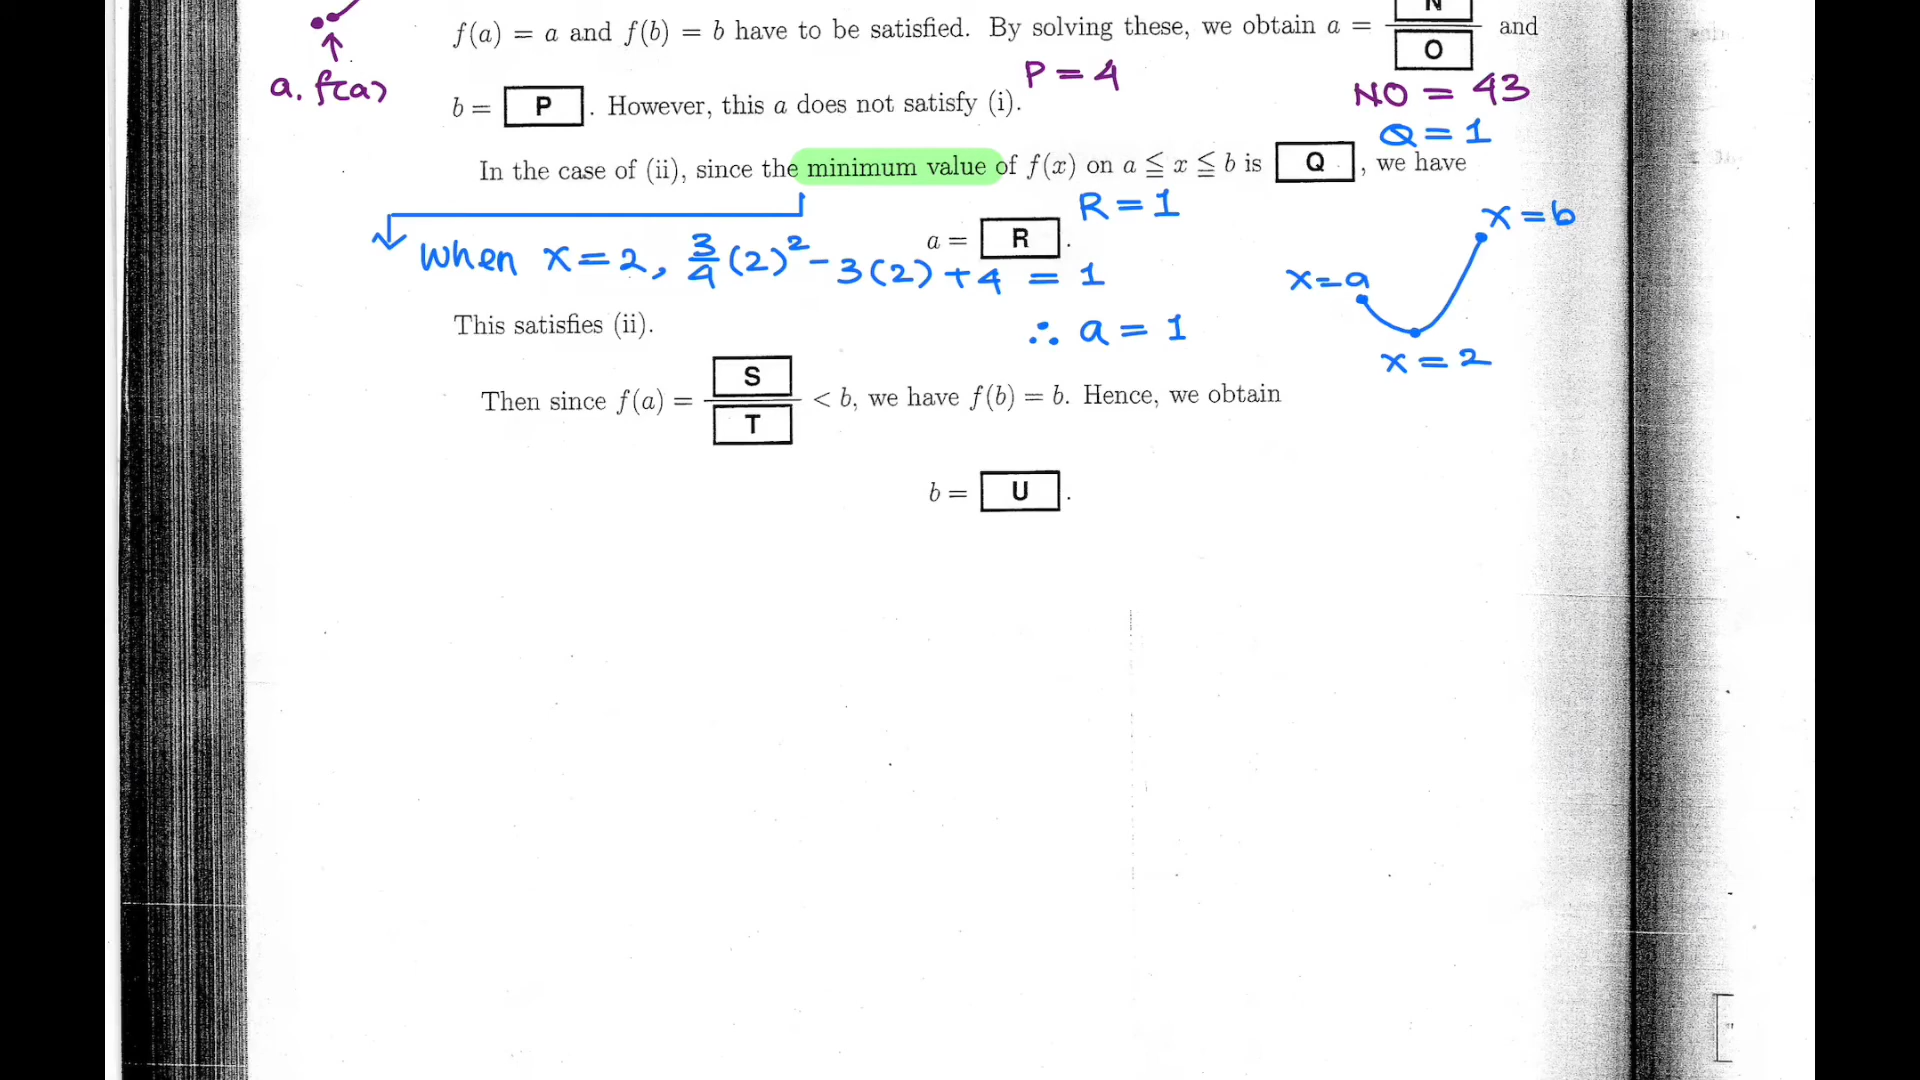 f(a) = a and f(b) = b have to be satisfied. By solving these, we obtain a = N/O and
a. f(a)
P = 4
NO = 43
b = P . However, this a does not satisfy (i).
Q = 1
In the case of (ii), since the minimum value of f(x) on a ≦ x ≦ b is Q , we have
R = 1
a = R .
x = b
When x = 2, 3/4 (2)² - 3(2) + 4 = 1
x = a
This satisfies (ii).
∴ a = 1
x = 2
Then since f(a) = S/T < b, we have f(b) = b. Hence, we obtain
b = U .